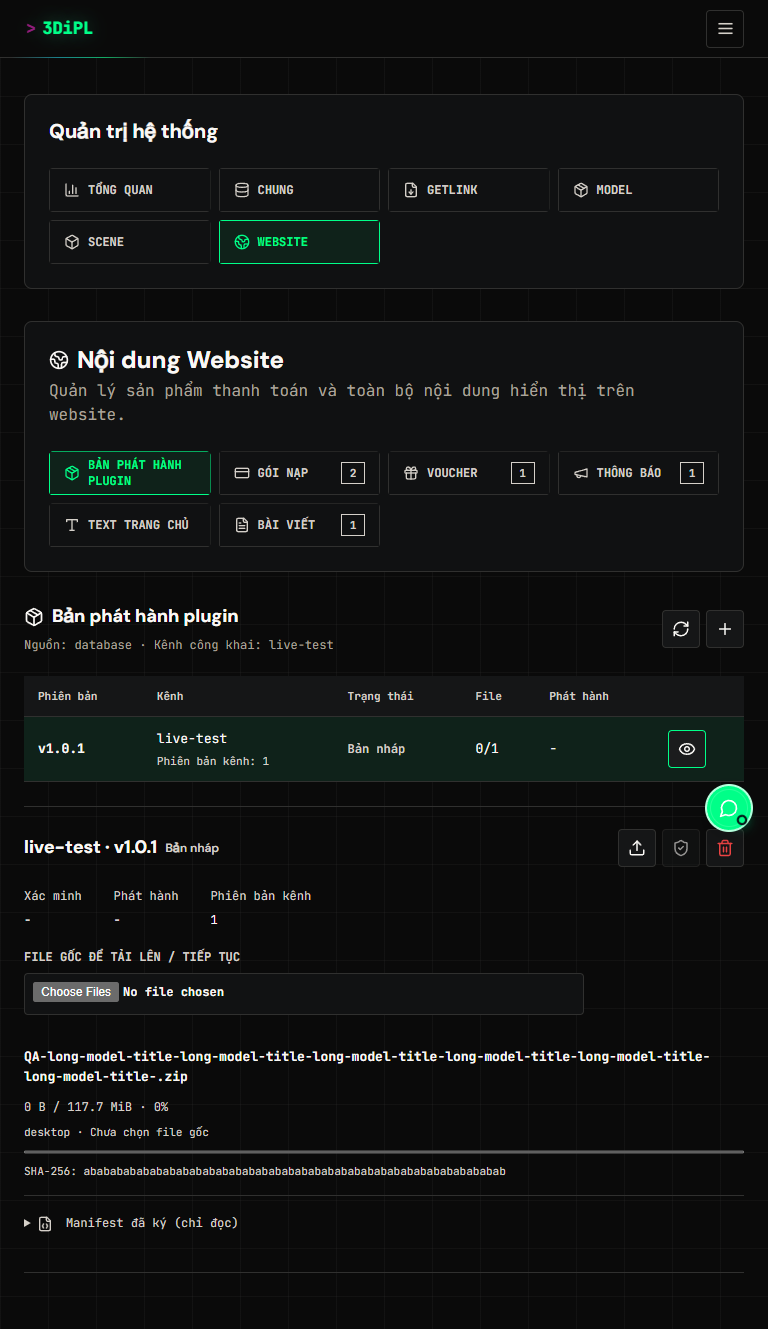 > 3DiPL
Quản trị hệ thống
TỔNG QUAN
CHUNG
GETLINK
MODEL
SCENE
WEBSITE
Nội dung Website
Quản lý sản phẩm thanh toán và toàn bộ nội dung hiển thị trên
website.
BẢN PHÁT HÀNH
PLUGIN
GÓI NẠP 2
VOUCHER 1
THÔNG BÁO 1
TEXT TRANG CHỦ
BÀI VIẾT 1
Bản phát hành plugin
Nguồn: database · Kênh công khai: live-test
Phiên bản Kênh Trạng thái File Phát hành
v1.0.1 live-test Bản nháp 0/1 -
Phiên bản kênh: 1
live-test · v1.0.1 Bản nháp
Xác minh Phát hành Phiên bản kênh
- - 1
FILE GỐC ĐỂ TẢI LÊN / TIẾP TỤC
Choose Files No file chosen
QA-long-model-title-long-model-title-long-model-title-long-model-title-long-model-title-
long-model-title-.zip
0 B / 117.7 MiB · 0%
desktop · Chưa chọn file gốc
SHA-256: abababababababababababababababababababababababababababababababab
Manifest đã ký (chỉ đọc)